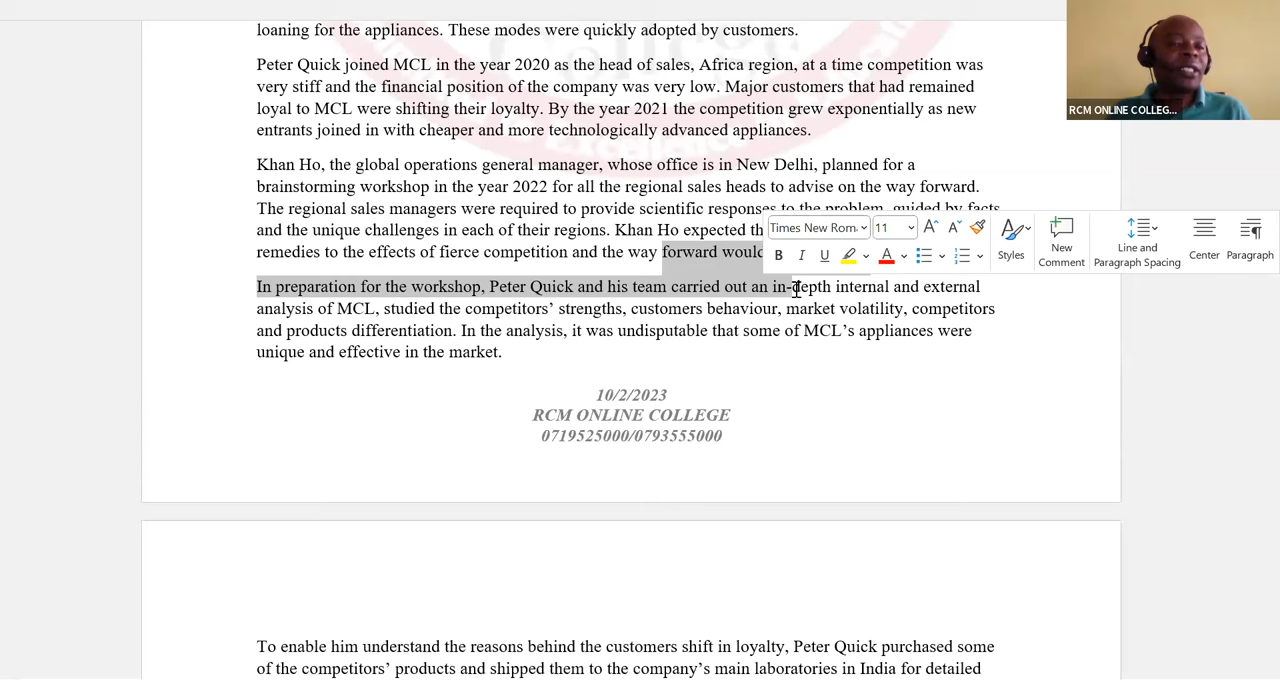 loaning for the appliances. These modes were quickly adopted by customers.
Peter Quick joined MCL in the year 2020 as the head of sales, Africa region, at a time competition was
very stiff and the financial position of the company was very low. Major customers that had remained
loyal to MCL were shifting their loyalty. By the year 2021 the competition grew exponentially as new
entrants joined in with cheaper and more technologically advanced appliances.
Khan Ho, the global operations general manager, whose office is in New Delhi, planned for a
brainstorming workshop in the year 2022 for all the regional sales heads to advise on the way forward.
The regional sales managers were required to provide scientific responses to the problem, guided by facts
and the unique challenges in each of their regions. Khan Ho expected th
remedies to the effects of fierce competition and the way forward would
In preparation for the workshop, Peter Quick and his team carried out an in-depth internal and external
analysis of MCL, studied the competitors' strengths, customers behaviour, market volatility, competitors
and products differentiation. In the analysis, it was undisputable that some of MCL's appliances were
unique and effective in the market.
10/2/2023
RCM ONLINE COLLEGE
0719525000/0793555000
To enable him understand the reasons behind the customers shift in loyalty, Peter Quick purchased some
of the competitors' products and shipped them to the company's main laboratories in India for detailed
RCM ONLINE COLLEG...
Times New Rom
11
B I U A
Styles
New
Comment
Line and
Paragraph Spacing
Center
Paragraph